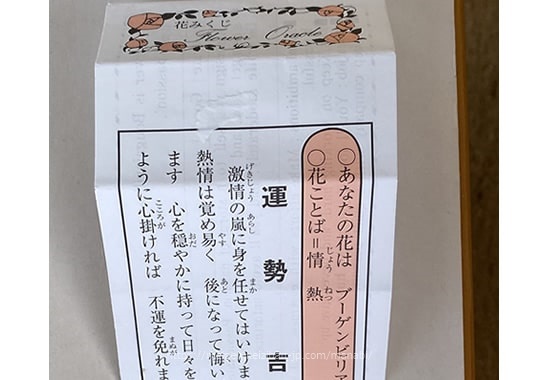 花みくじ
Flower Oracle
○あなたの花は ブーゲンビリア
○花ことば＝情熱
運勢 吉
激情の嵐に身を任せてはいけま
熱情は覚め易く 後になって悔い
ます 心を穏やかに持って日々を
ように心掛ければ 不運を免れま